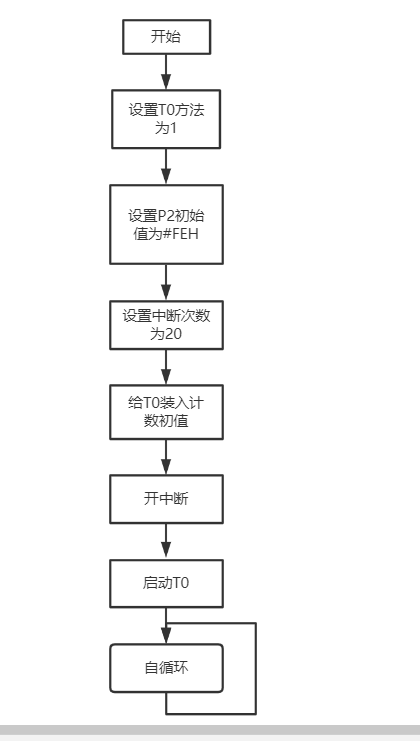 开始
设置T0方法
为1
设置P2初始
值为#FEH
设置中断次数
为20
给T0装入计
数初值
开中断
启动T0
自循环